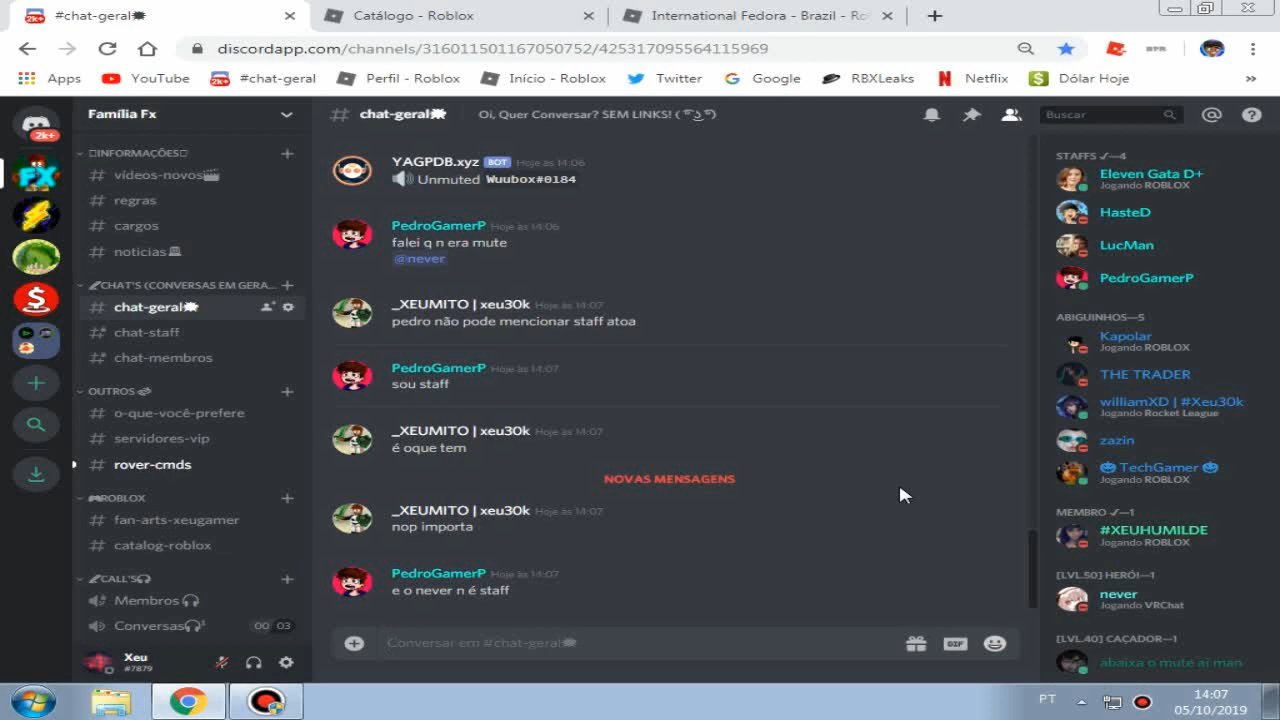 #chat-geral
Catálogo - Roblox
International Fedora - Brazil - Ro
discordapp.com/channels/316011501167050752/425317095564115969
Apps
YouTube
#chat-geral
Perfil - Roblox
Início - Roblox
Twitter
Google
RBXLeaks
Netflix
Dólar Hoje
»
Família Fx
# chat-geral
Oi, Quer Conversar? SEM LINKS!
Buscar
2k+
INFORMAÇÕES
# vídeos-novos
# regras
# cargos
# noticias
CHAT'S (CONVERSAS EM GERA...
# chat-geral
# chat-staff
# chat-membros
OUTROS
# o-que-você-prefere
# servidores-vip
# rover-cmds
ROBLOX
# fan-arts-xeugamer
# catalog-roblox
CALL'S
Membros
Conversas
00 03
Xeu
#7879
FX
YAGPDB.xyz BOT Hoje às 14:06
Unmuted Wuubox#0184
PedroGamerP Hoje às 14:06
falei q n era mute
@never
_XEUMITO | xeu30k Hoje às 14:07
pedro não pode mencionar staff atoa
PedroGamerP Hoje às 14:07
sou staff
_XEUMITO | xeu30k Hoje às 14:07
é oque tem
NOVAS MENSAGENS
_XEUMITO | xeu30k Hoje às 14:07
nop importa
PedroGamerP Hoje às 14:07
e o never n é staff
Conversar em #chat-geral
GIF
STAFFS ✓—4
Eleven Gata D+
Jogando ROBLOX
HasteD
LucMan
PedroGamerP
ABIGUINHOS—5
Kapolar
Jogando ROBLOX
THE TRADER
williamXD | #Xeu30k
Jogando Rocket League
zazin
TechGamer
Jogando ROBLOX
MEMBRO ✓—1
#XEUHUMILDE
Jogando ROBLOX
[LVL.50] HERÓI—1
never
Jogando VRChat
[LVL.40] CAÇADOR—1
abaixa o mute ai man
PT
14:07
05/10/2019